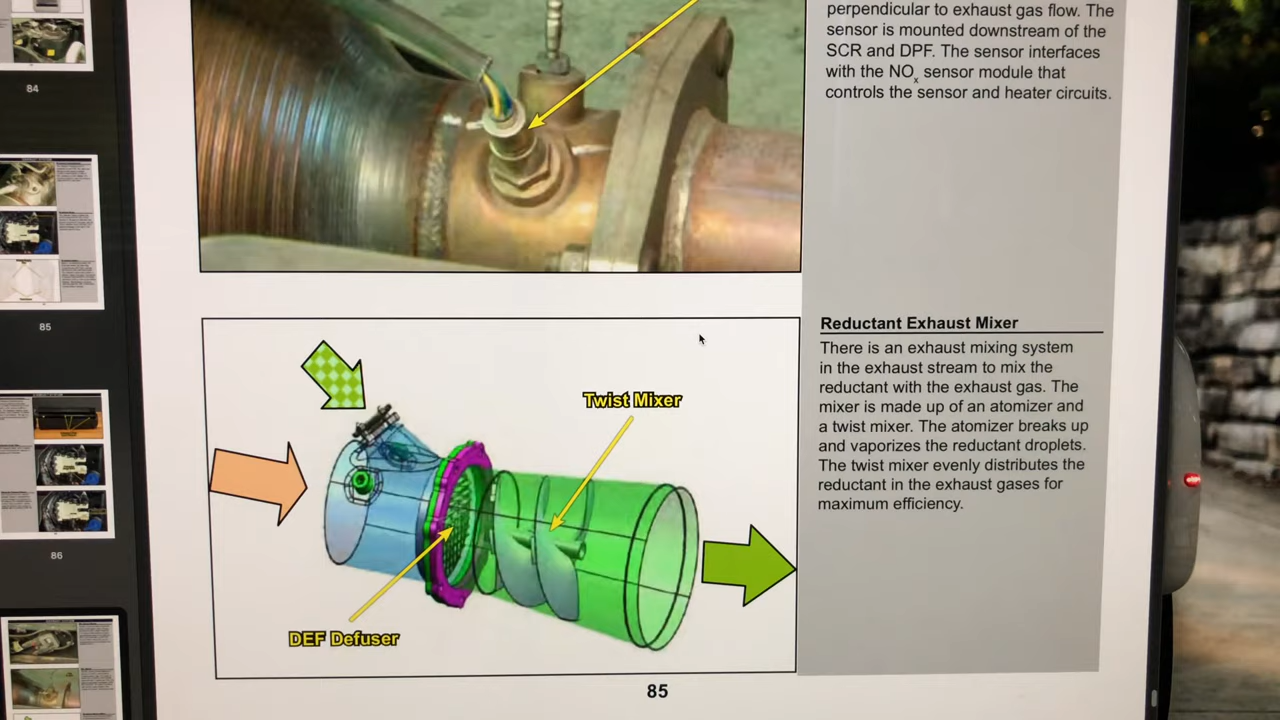 perpendicular to exhaust gas flow. The
sensor is mounted downstream of the
SCR and DPF. The sensor interfaces
with the NOx sensor module that
controls the sensor and heater circuits.
84
85
86
Reductant Exhaust Mixer
There is an exhaust mixing system
in the exhaust stream to mix the
reductant with the exhaust gas. The
mixer is made up of an atomizer and
a twist mixer. The atomizer breaks up
and vaporizes the reductant droplets.
The twist mixer evenly distributes the
reductant in the exhaust gases for
maximum efficiency.
Twist Mixer
DEF Defuser
85